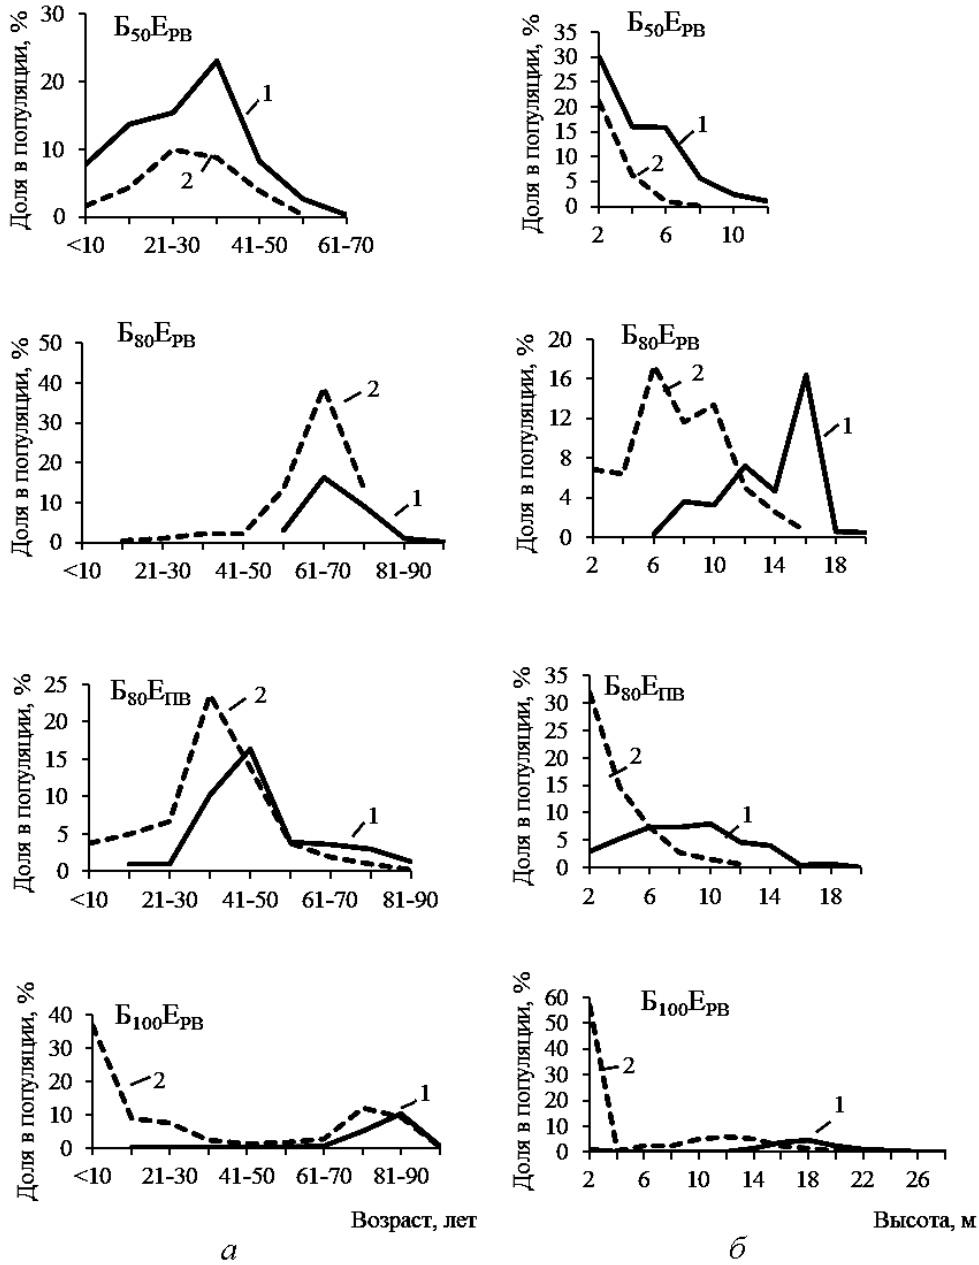 Доля в популяции, %
Б50ЕРВ
30
20
10
0
1
2
<10 21-30 41-50 61-70
Доля в популяции, %
Б50ЕРВ
35
30
25
20
15
10
5
0
1
2
2 6 10
Доля в популяции, %
Б80ЕРВ
50
40
30
20
10
0
2
1
<10 21-30 41-50 61-70 81-90
Доля в популяции, %
Б80ЕРВ
20
16
12
8
4
0
2
1
2 6 10 14 18
Доля в популяции, %
Б80ЕПВ
25
20
15
10
5
0
2
1
<10 21-30 41-50 61-70 81-90
Доля в популяции, %
Б80ЕПВ
35
30
25
20
15
10
5
0
2
1
2 6 10 14 18
Доля в популяции, %
Б100ЕРВ
40
30
20
10
0
2
1
<10 21-30 41-50 61-70 81-90
Возраст, лет
а
Доля в популяции, %
Б100ЕРВ
60
50
40
30
20
10
0
2
1
2 6 10 14 18 22 26
Высота, м
б